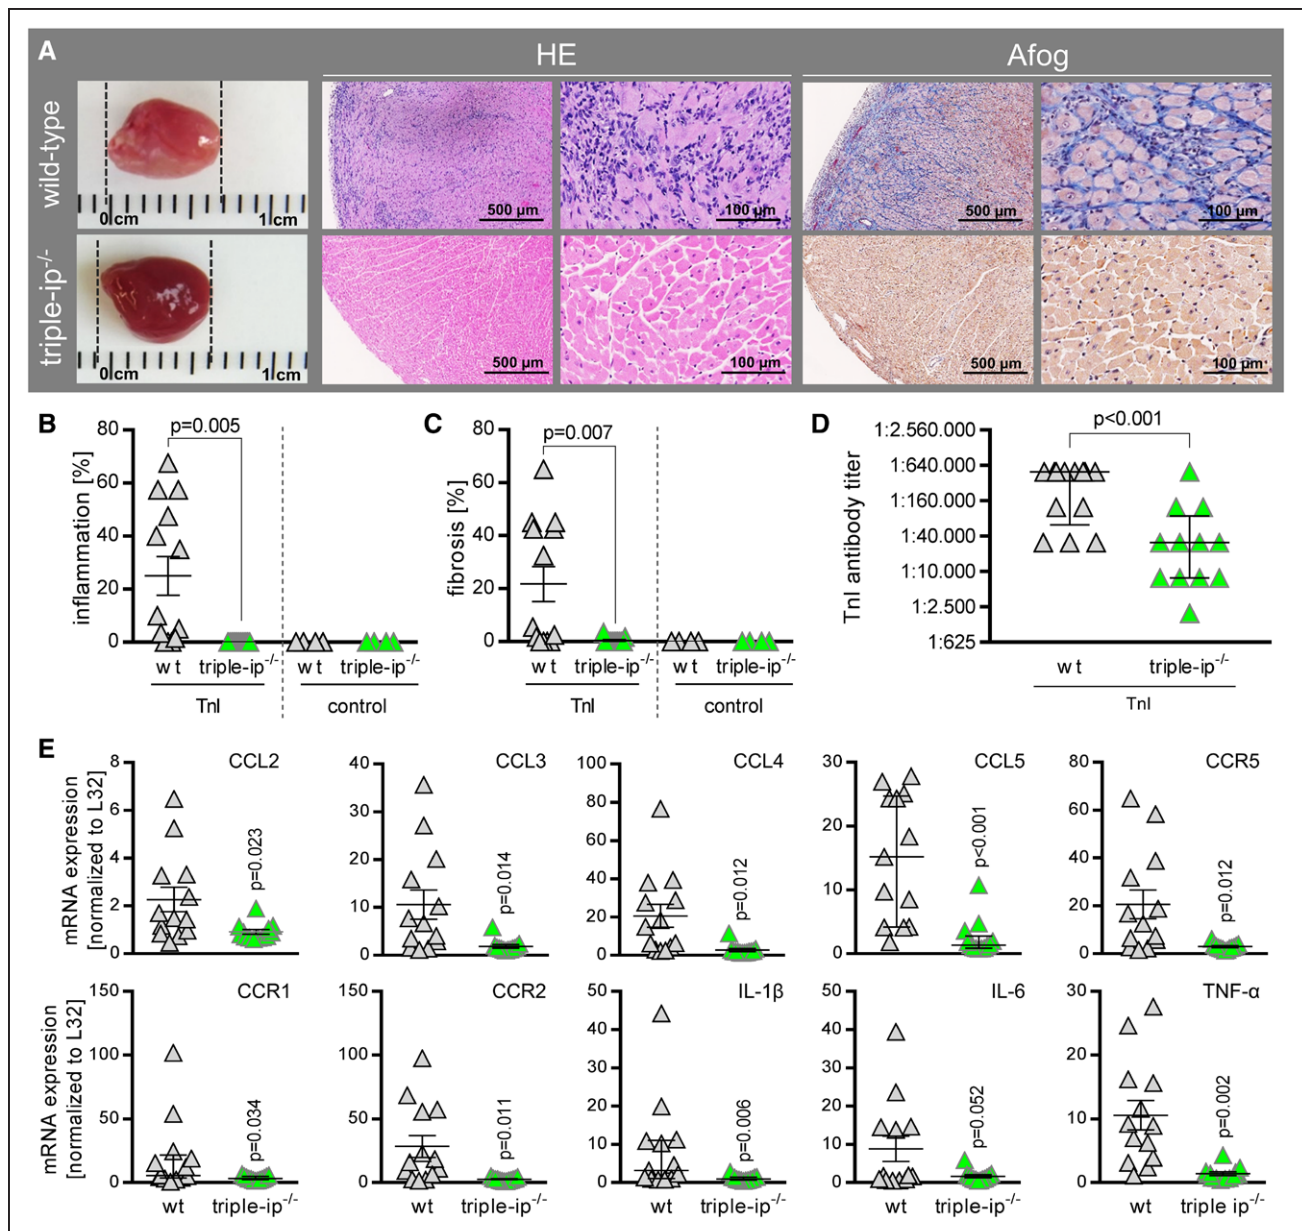 A
HE
Afog
wild-type
0 cm
1 cm
500 µm
100 µm
500 µm
100 µm
triple-ip-/-
0 cm
1 cm
500 µm
100 µm
500 µm
100 µm
B
inflammation [%]
80
60
40
20
0
p=0.005
wt
triple-ip-/-
wt
triple-ip-/-
TnI
control
C
fibrosis [%]
80
60
40
20
0
p=0.007
wt
triple-ip-/-
wt
triple-ip-/-
TnI
control
D
TnI antibody titer
1:2.560.000
1:640.000
1:160.000
1:40.000
1:10.000
1:2.500
1:625
p<0.001
wt
triple-ip-/-
TnI
E
mRNA expression
[normalized to L32]
CCL2
8
6
4
2
0
p=0.023
CCL3
40
30
20
10
0
p=0.014
CCL4
100
80
60
40
20
0
p=0.012
CCL5
30
20
10
0
p<0.001
CCR5
80
60
40
20
0
p=0.012
mRNA expression
[normalized to L32]
CCR1
150
100
50
0
p=0.034
wt
triple-ip-/-
CCR2
150
100
50
0
p=0.011
wt
triple-ip-/-
IL-1β
50
40
30
20
10
0
p=0.006
wt
triple-ip-/-
IL-6
50
40
30
20
10
0
p=0.052
wt
triple-ip-/-
TNF-α
30
20
10
0
p=0.002
wt
triple ip-/-